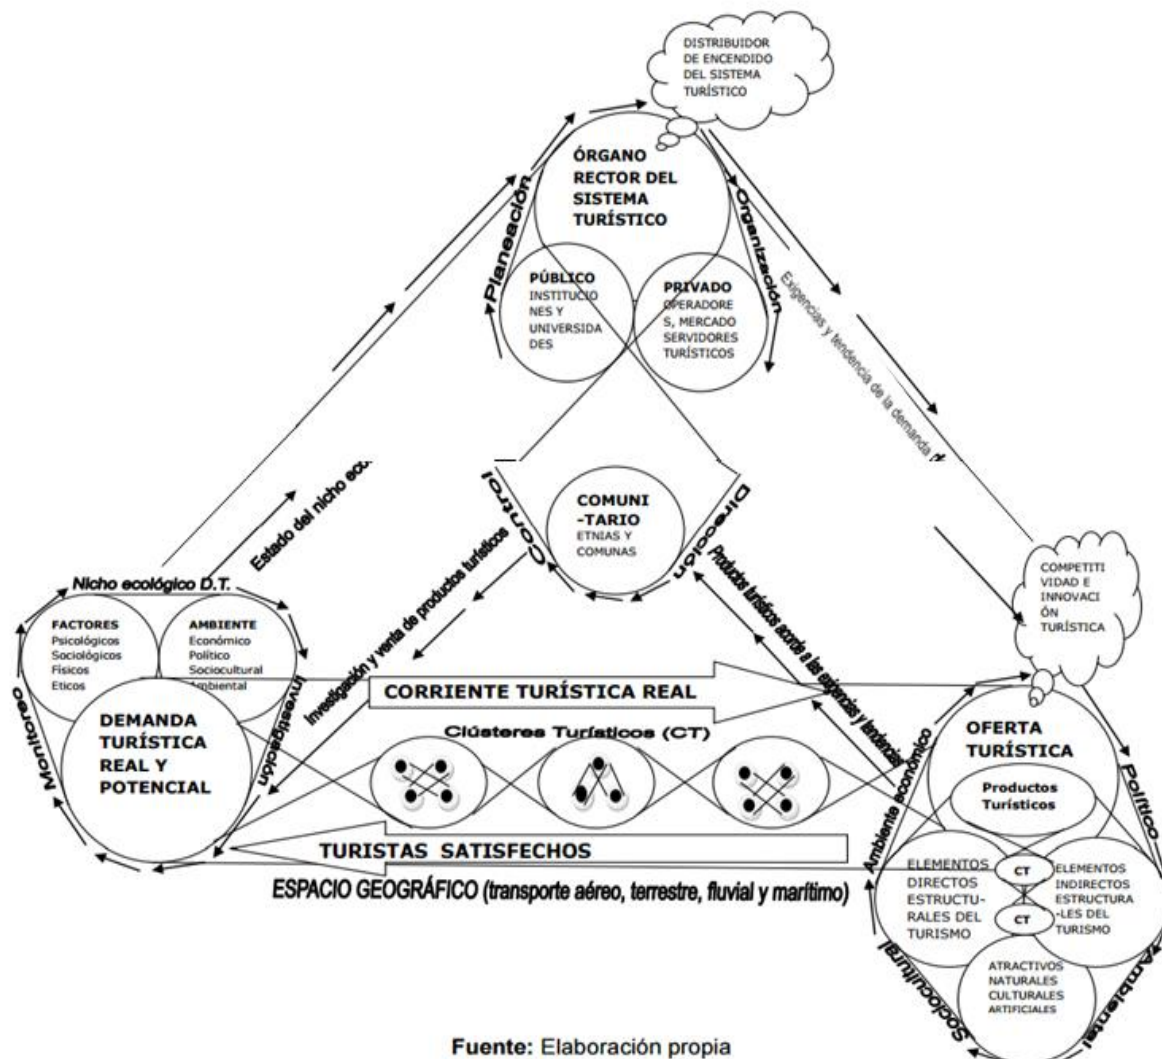 DISTRIBUIDOR
DE ENCENDIDO
DEL SISTEMA
TURÍSTICO
ÓRGANO
RECTOR DEL
SISTEMA
TURÍSTICO
Planeación
Organización
PÚBLICO
INSTITUCIO
NES Y
UNIVERSIDA
DES
PRIVADO
OPERADORE
S, MERCADO
SERVIDORES
TURÍSTICOS
Exigencias y tendencia de la demanda
Estado del nicho
Control
COMUNI
-TARIO
ETNIAS Y
COMUNAS
Dirección
COMPETITI
VIDAD E
INNOVACI
ÓN
TURÍSTICA
Nicho ecológico D.T.
FACTORES
Psicológicos
Sociológicos
Físicos
Eticos
AMBIENTE
Económico
Político
Sociocultural
Ambiental
Monitoreo
Investigación
DEMANDA
TURÍSTICA
REAL Y
POTENCIAL
Investigación y venta de productos turísticos
Productos turísticos acorde a las exigencias y tendencias
CORRIENTE TURÍSTICA REAL
Clústeres Turísticos (CT)
TURISTAS SATISFECHOS
ESPACIO GEOGRÁFICO (transporte aéreo, terrestre, fluvial y marítimo)
Ambiente económico
Político
OFERTA
TURÍSTICA
Productos
Turísticos
ELEMENTOS
DIRECTOS
ESTRUCTU-
RALES DEL
TURISMO
CT
CT
ELEMENTOS
INDIRECTOS
ESTRUCTURA
-LES DEL
TURISMO
ATRACTIVOS
NATURALES
CULTURALES
ARTIFICIALES
Sociocultural
Ambiental
Fuente: Elaboración propia